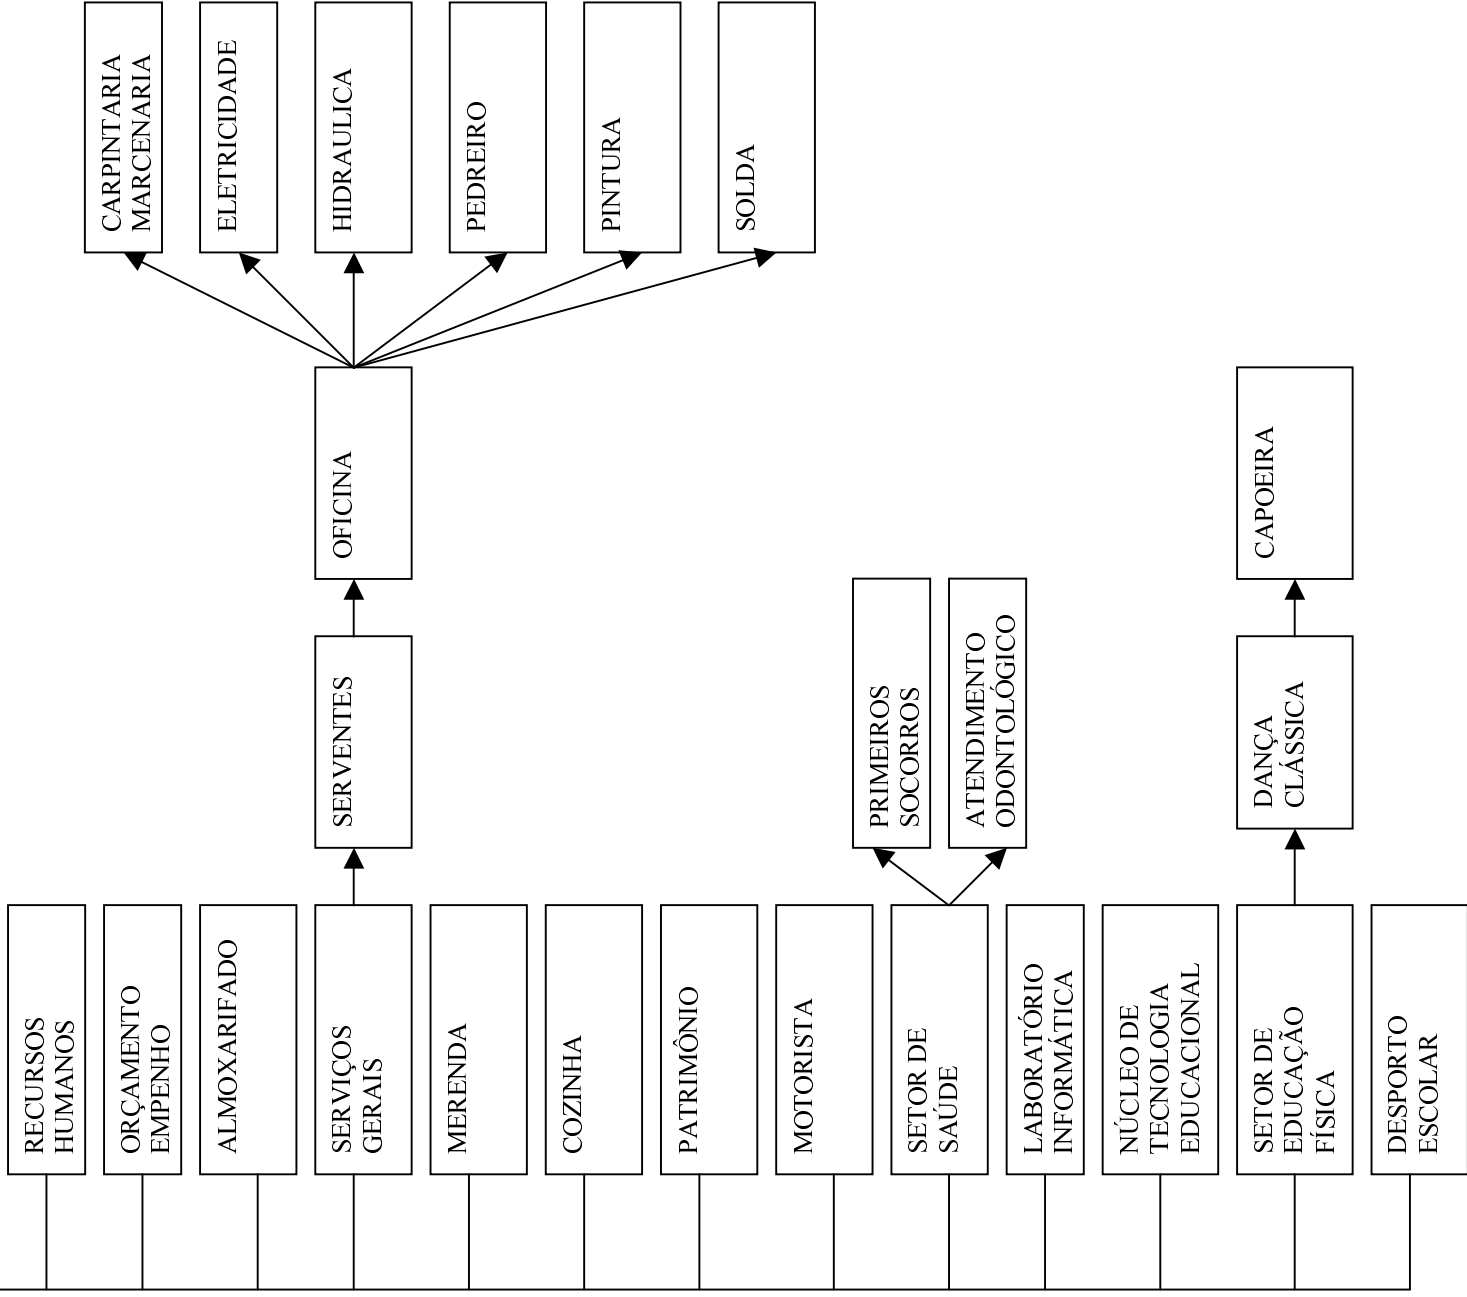 RECURSOS
HUMANOS
ORÇAMENTO
EMPENHO
ALMOXARIFADO
SERVIÇOS
GERAIS
SERVENTES
OFICINA
CARPINTARIA
MARCENARIA
ELETRICIDADE
HIDRAULICA
PEDREIRO
PINTURA
SOLDA
MERENDA
COZINHA
PATRIMÔNIO
MOTORISTA
SETOR DE
SAÚDE
PRIMEIROS
SOCORROS
ATENDIMENTO
ODONTOLÓGICO
LABORATÓRIO
INFORMÁTICA
NÚCLEO DE
TECNOLOGIA
EDUCACIONAL
SETOR DE
EDUCAÇÃO
FÍSICA
DANÇA
CLÁSSICA
CAPOEIRA
DESPORTO
ESCOLAR